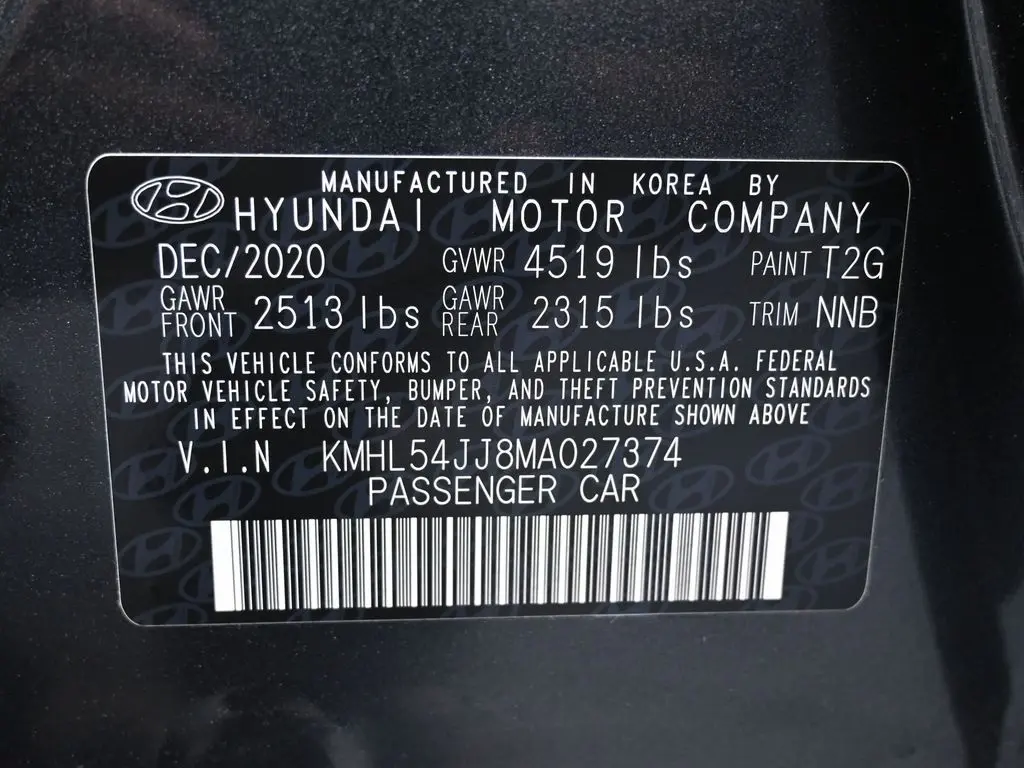 MANUFACTURED IN KOREA BY
HYUNDAI MOTOR COMPANY
DEC/2020 GVWR 4519 lbs PAINT T2G
GAWR FRONT 2513 lbs GAWR REAR 2315 lbs TRIM NNB
THIS VEHICLE CONFORMS TO ALL APPLICABLE U.S.A. FEDERAL
MOTOR VEHICLE SAFETY, BUMPER, AND THEFT PREVENTION STANDARDS
IN EFFECT ON THE DATE OF MANUFACTURE SHOWN ABOVE
V.I.N KMHL54JJ8MA027374
PASSENGER CAR